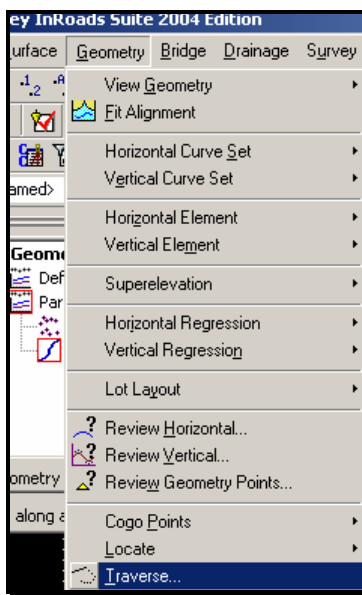 ey InRoads Suite 2004 Edition
urface Geometry Bridge Drainage Survey
View Geometry
Fit Alignment
Horizontal Curve Set
Vertical Curve Set
amed>
Horizontal Element
Vertical Element
Geome
Def
Superelevation
Par
Horizontal Regression
Vertical Regression
Lot Layout
Review Horizontal...
Review Vertical...
ometry
Review Geometry Points...
along a
Cogo Points
Locate
Traverse...